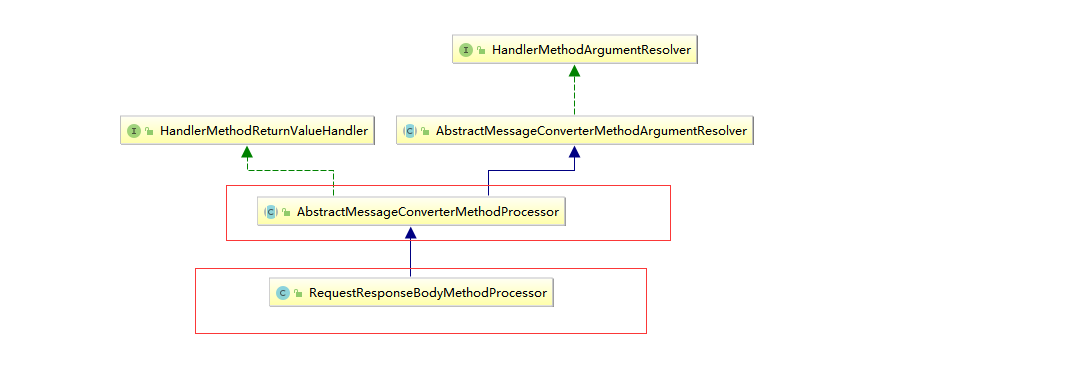 I HandlerMethodArgumentResolver
I HandlerMethodReturnValueHandler
C AbstractMessageConverterMethodArgumentResolver
C AbstractMessageConverterMethodProcessor
C RequestResponseBodyMethodProcessor